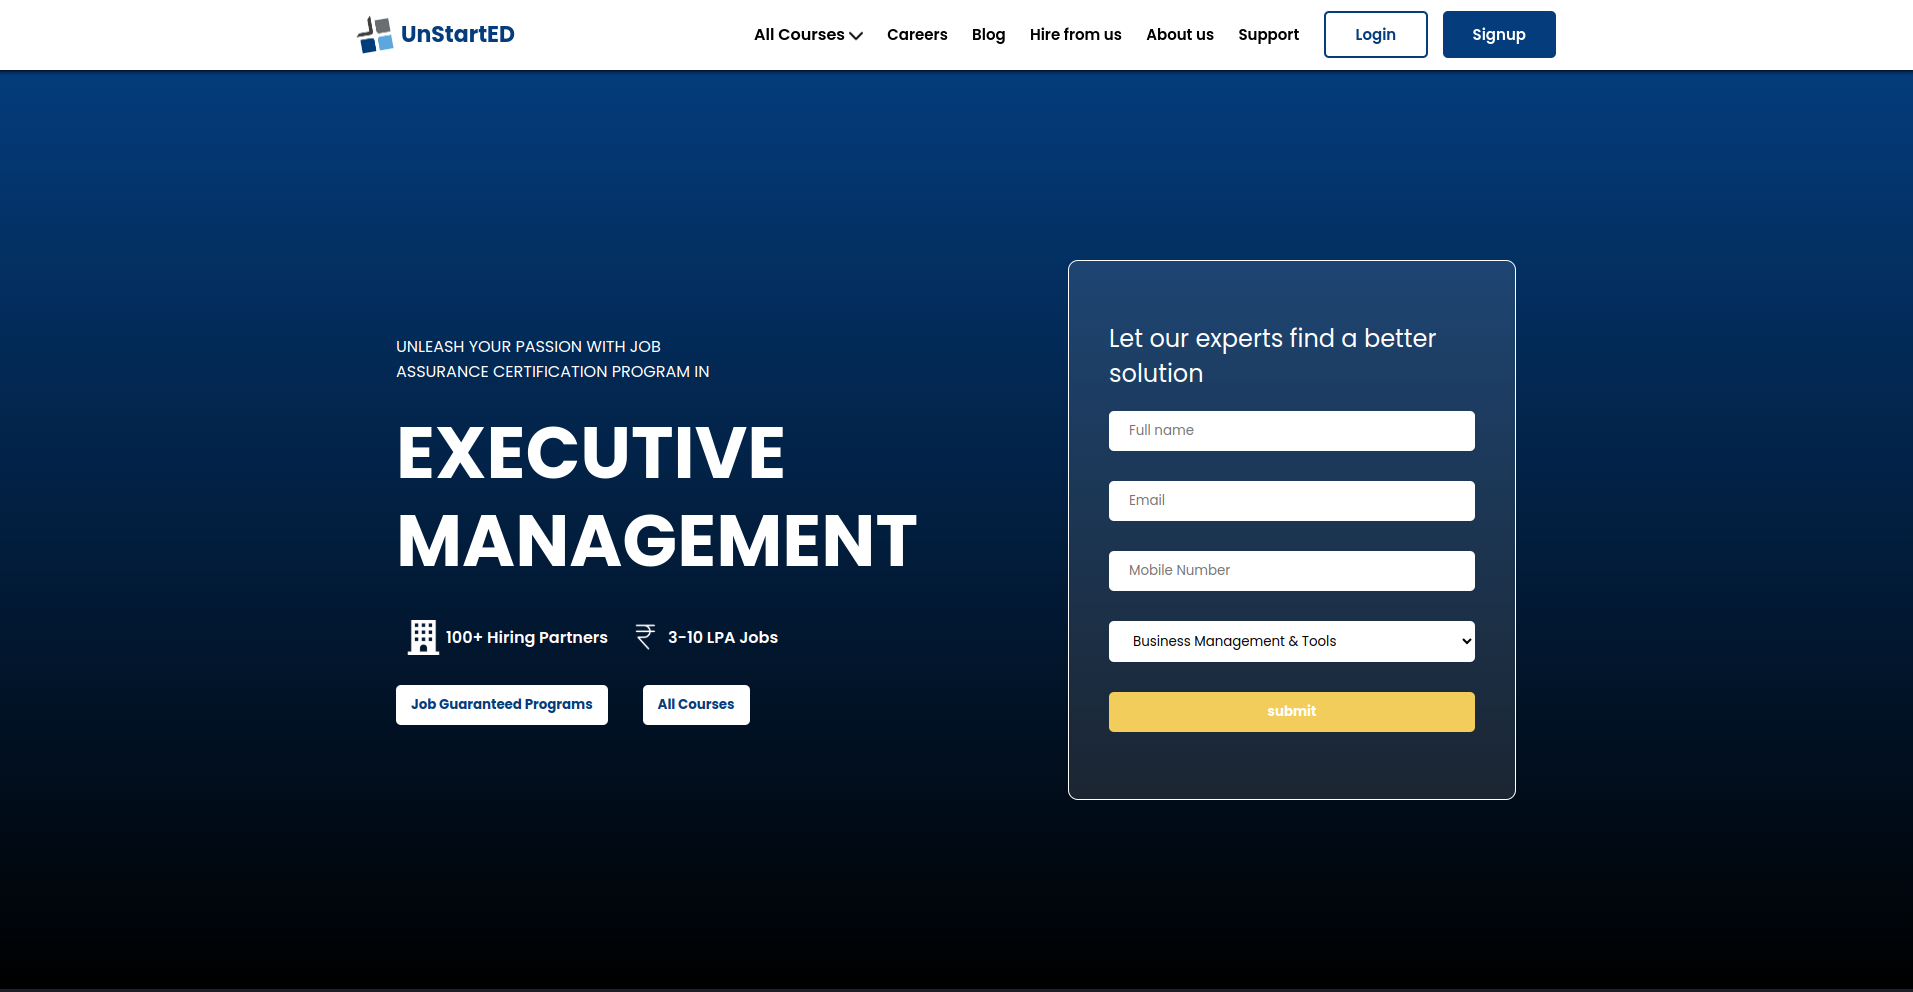 UnStartED
All Courses
Careers
Blog
Hire from us
About us
Support
Login
Signup
UNLEASH YOUR PASSION WITH JOB
ASSURANCE CERTIFICATION PROGRAM IN
EXECUTIVE
MANAGEMENT
100+ Hiring Partners
₹ 3-10 LPA Jobs
Job Guaranteed Programs
All Courses
Let our experts find a better
solution
Full name
Email
Mobile Number
Business Management & Tools
submit